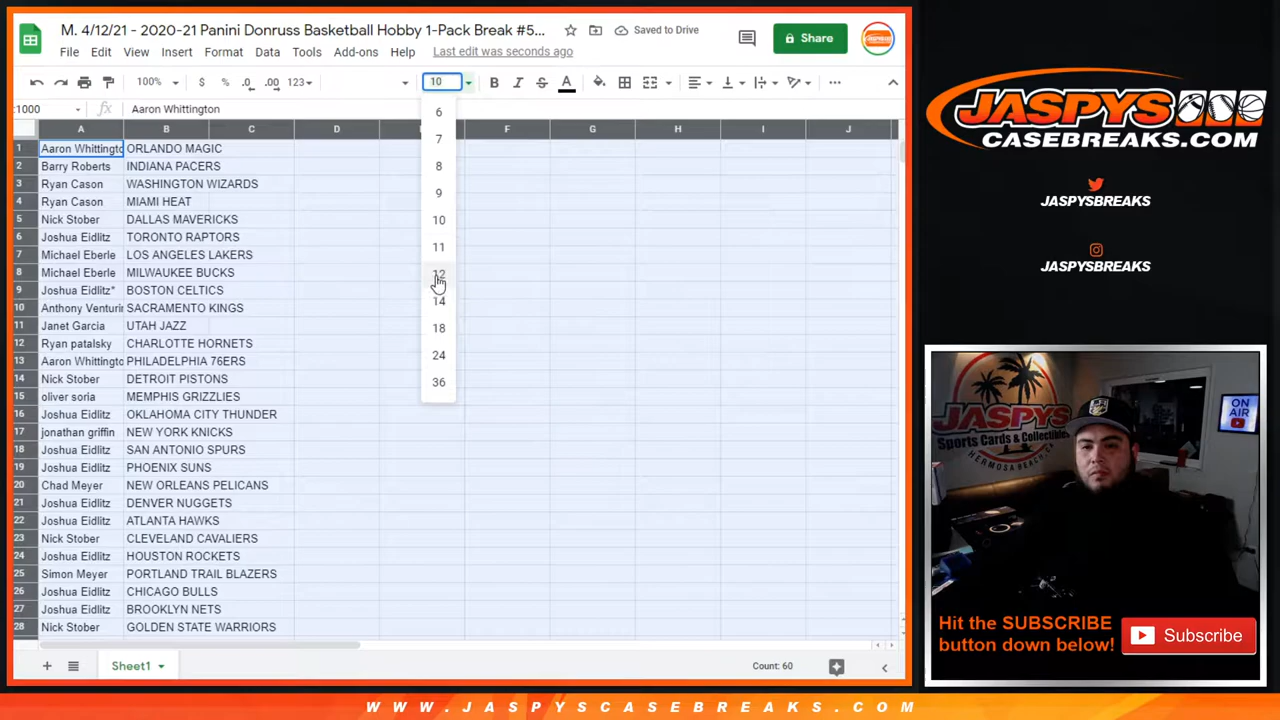 M. 4/12/21 - 2020-21 Panini Donruss Basketball Hobby 1-Pack Break #5...
Saved to Drive
Share
File Edit View Insert Format Data Tools Add-ons Help Last edit was seconds ago
100% $ % .0 .00 123 10 B I S A
:1000 fx Aaron Whittington
A B C D F G H I J
1 Aaron Whittingto ORLANDO MAGIC
2 Barry Roberts INDIANA PACERS
3 Ryan Cason WASHINGTON WIZARDS
4 Ryan Cason MIAMI HEAT
5 Nick Stober DALLAS MAVERICKS
6 Joshua Eidlitz TORONTO RAPTORS
7 Michael Eberle LOS ANGELES LAKERS
8 Michael Eberle MILWAUKEE BUCKS
9 Joshua Eidlitz* BOSTON CELTICS
10 Anthony Venturin SACRAMENTO KINGS
11 Janet Garcia UTAH JAZZ
12 Ryan patalsky CHARLOTTE HORNETS
13 Aaron Whittingto PHILADELPHIA 76ERS
14 Nick Stober DETROIT PISTONS
15 oliver soria MEMPHIS GRIZZLIES
16 Joshua Eidlitz OKLAHOMA CITY THUNDER
17 jonathan griffin NEW YORK KNICKS
18 Joshua Eidlitz SAN ANTONIO SPURS
19 Joshua Eidlitz PHOENIX SUNS
20 Chad Meyer NEW ORLEANS PELICANS
21 Joshua Eidlitz DENVER NUGGETS
22 Joshua Eidlitz ATLANTA HAWKS
23 Nick Stober CLEVELAND CAVALIERS
24 Joshua Eidlitz HOUSTON ROCKETS
25 Simon Meyer PORTLAND TRAIL BLAZERS
26 Joshua Eidlitz CHICAGO BULLS
27 Joshua Eidlitz BROOKLYN NETS
28 Nick Stober GOLDEN STATE WARRIORS
6
7
8
9
10
11
12
14
18
24
36
Sheet1
Count: 60
JASPYS
CASEBREAKS.COM
JASPYSBREAKS
JASPYSBREAKS
JASPYS
Sports Cards & Collectibles
HERMOSA BEACH, CA
ON AIR
Hit the SUBSCRIBE
button down below!
Subscribe
WWW.JASPYSCASEBREAKS.COM